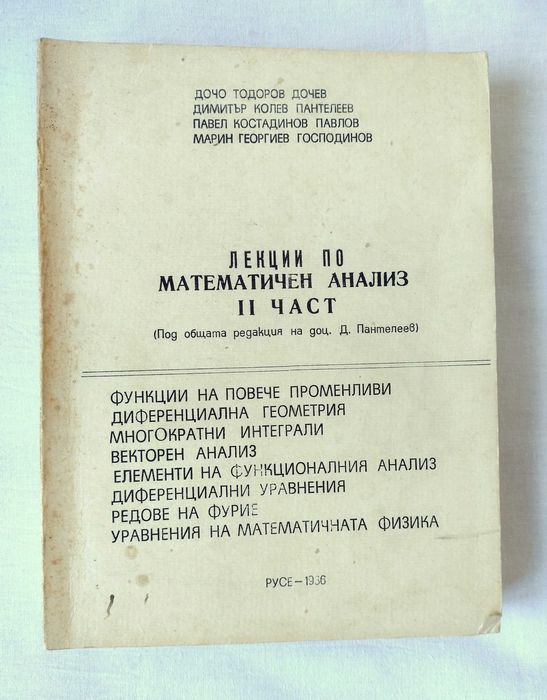 ДОЧО ТОДОРОВ ДОЧЕВ
ДИМИТЪР КОЛЕВ ПАНТЕЛЕЕВ
ПАВЕЛ КОСТАДИНОВ ПАВЛОВ
МАРИН ГЕОРГИЕВ ГОСПОДИНОВ
ЛЕКЦИИ ПО
МАТЕМАТИЧЕН АНАЛИЗ
II ЧАСТ
(Под общата редакция на доц. Д. Пантелеев)
ФУНКЦИИ НА ПОВЕЧЕ ПРОМЕНЛИВИ
ДИФЕРЕНЦИАЛНА ГЕОМЕТРИЯ
МНОГОКРАТНИ ИНТЕГРАЛИ
ВЕКТОРЕН АНАЛИЗ
ЕЛЕМЕНТИ НА ФУНКЦИОНАЛНИЯ АНАЛИЗ
ДИФЕРЕНЦИАЛНИ УРАВНЕНИЯ
РЕДОВЕ НА ФУРИЕ
УРАВНЕНИЯ НА МАТЕМАТИЧНАТА ФИЗИКА
РУСЕ – 1986